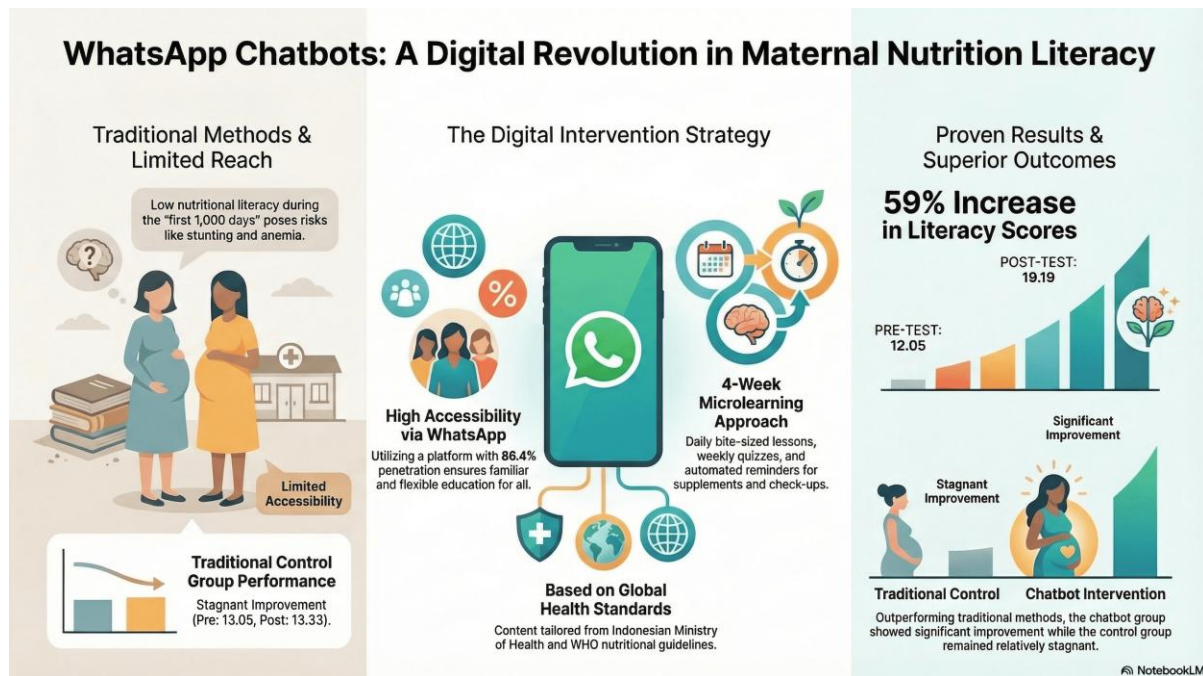 WhatsApp Chatbots: A Digital Revolution in Maternal Nutrition Literacy
Traditional Methods &
Limited Reach
Low nutritional literacy during
the "first 1,000 days" poses risks
like stunting and anemia.
?
Limited
Accessibility
Traditional Control
Group Performance
Stagnant Improvement
(Pre: 13.05, Post: 13.33).
The Digital Intervention Strategy
%
High Accessibility
via WhatsApp
Utilizing a platform with 86.4%
penetration ensures familiar
and flexible education for all.
4-Week
Microlearning
Approach
Daily bite-sized lessons,
weekly quizzes, and
automated reminders for
supplements and check-ups.
Based on Global
Health Standards
Content tailored from Indonesian Ministry
of Health and WHO nutritional guidelines.
Proven Results &
Superior Outcomes
59% Increase
in Literacy Scores
POST-TEST:
19.19
PRE-TEST:
12.05
Significant
Improvement
Stagnant
Improvement
Traditional Control
Chatbot Intervention
Outperforming traditional methods, the chatbot group
showed significant improvement while the control group
remained relatively stagnant.
NotebookLM